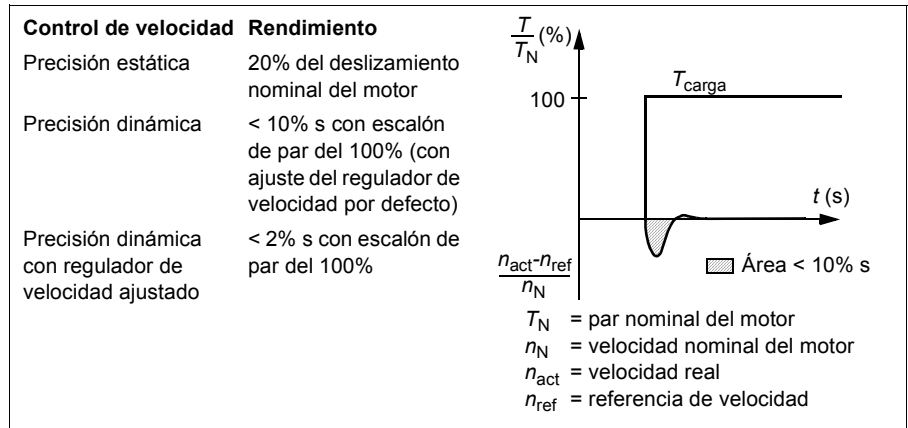 Control de velocidad Rendimiento
Precisión estática
20% del deslizamiento
nominal del motor
Precisión dinámica
< 10% s con escalón
de par del 100% (con
ajuste del regulador de
velocidad por defecto)
Precisión dinámica
con regulador de
velocidad ajustado
< 2% s con escalón de
par del 100%
T/TN (%)
100
Tcarga
t (s)
nact-nref/nN
Área < 10% s
TN = par nominal del motor
nN = velocidad nominal del motor
nact = velocidad real
nref = referencia de velocidad